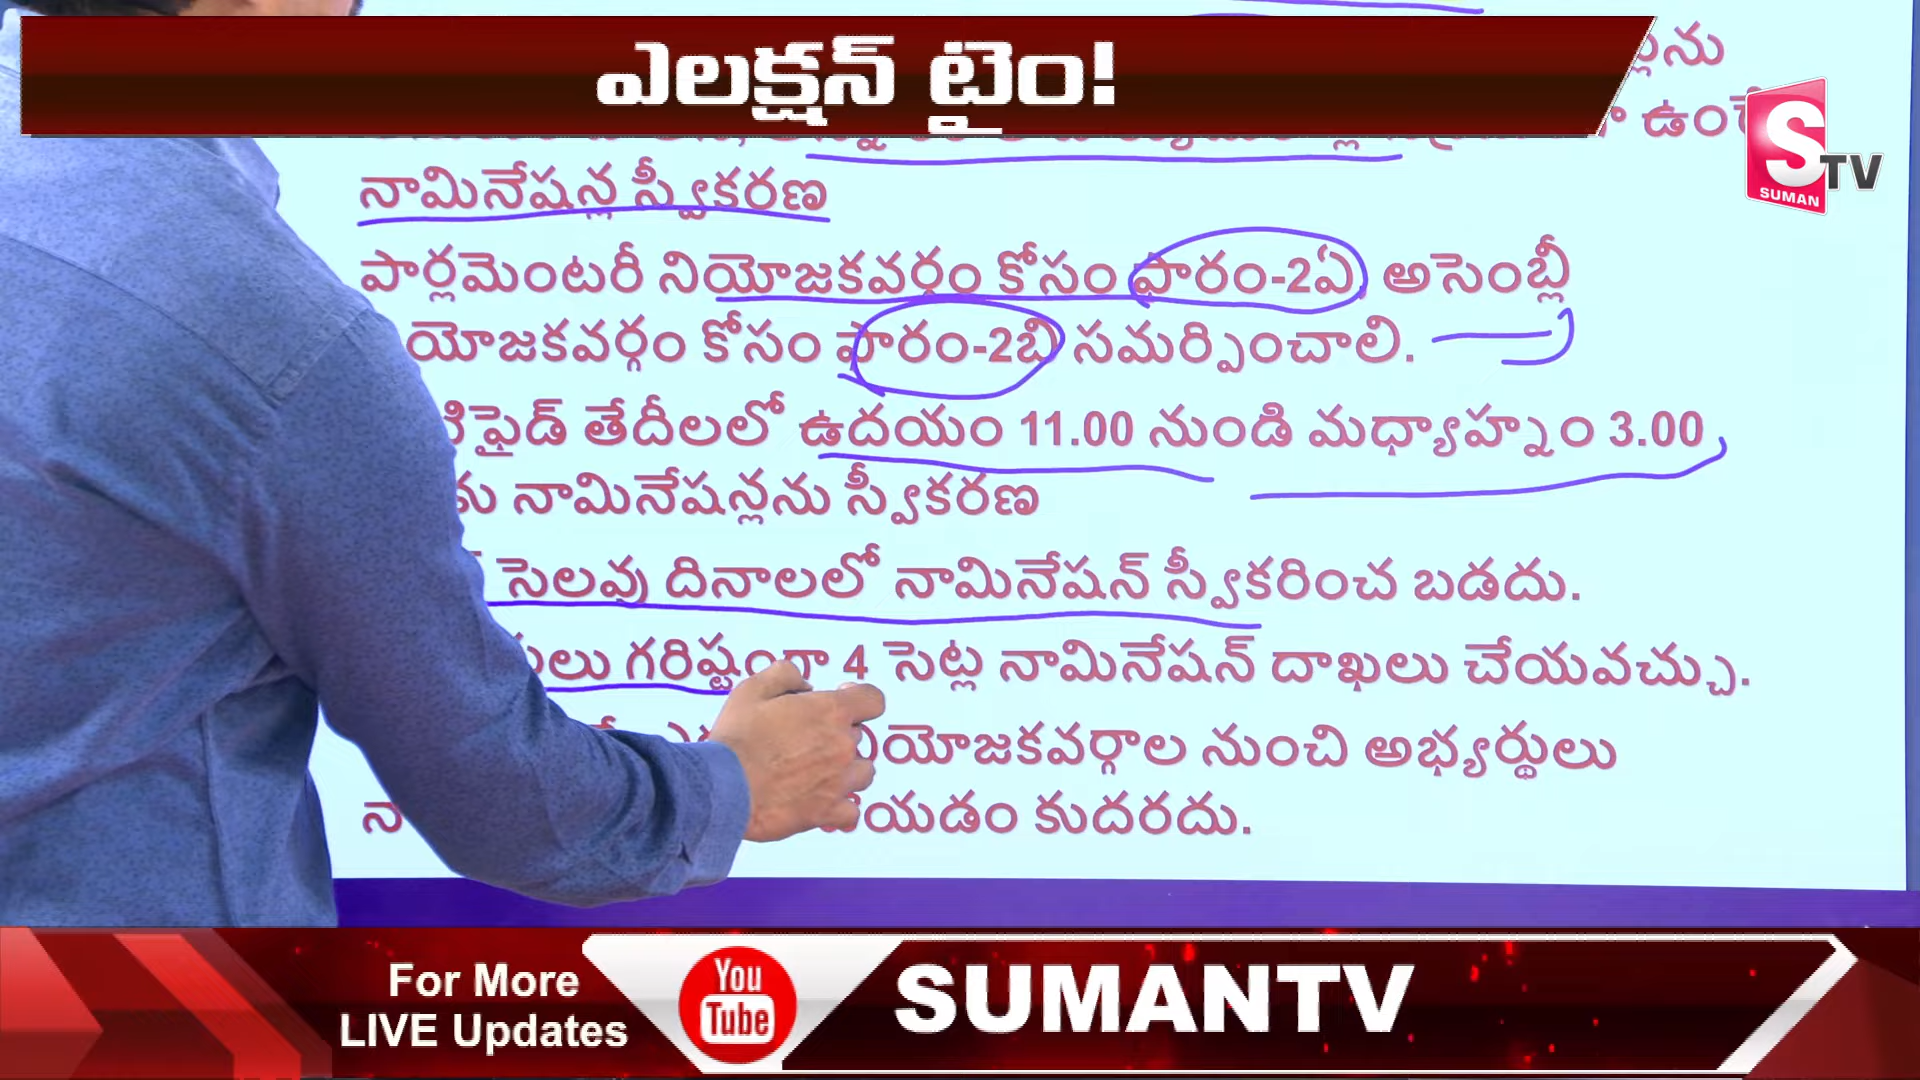 ఎలక్షన్ టైం!
S
SUMAN TV
ఉంచే
నామినేషన్ల స్వీకరణ
పార్లమెంటరీ నియోజకవర్గం కోసం ఫారం-2ఏ, అసెంబ్లీ
యోజకవర్గం కోసం ఫారం-2బి సమర్పించాలి.
తేదీలలో ఉదయం 11.00 నుండి మధ్యాహ్నం 3.00
కు నామినేషన్లను స్వీకరణ
సెలవు దినాలలో నామినేషన్ స్వీకరించ బడదు.
గరిష్టంగా 4 సెట్ల నామినేషన్ దాఖలు చేయవచ్చు.
నియోజకవర్గాల నుంచి అభ్యర్థులు
చేయడం కుదరదు.
For More
LIVE Updates
You
Tube
SUMANTV